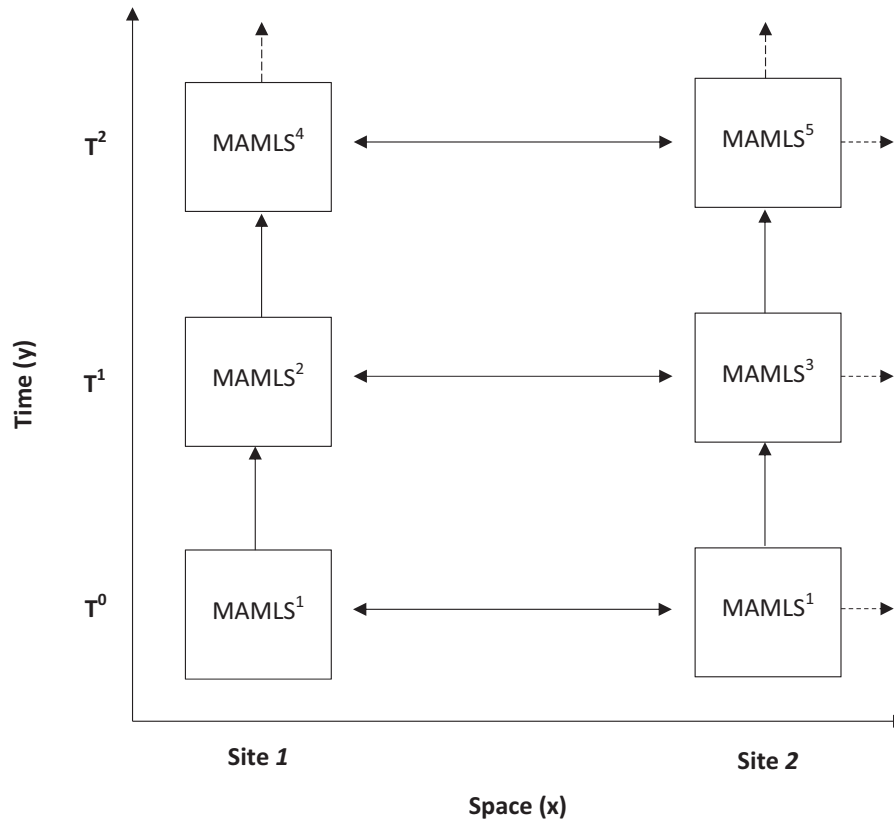 MAMLS⁴
MAMLS⁵
T²
MAMLS²
MAMLS³
T¹
Time (y)
MAMLS¹
MAMLS¹
T⁰
Site 1
Site 2
Space (x)